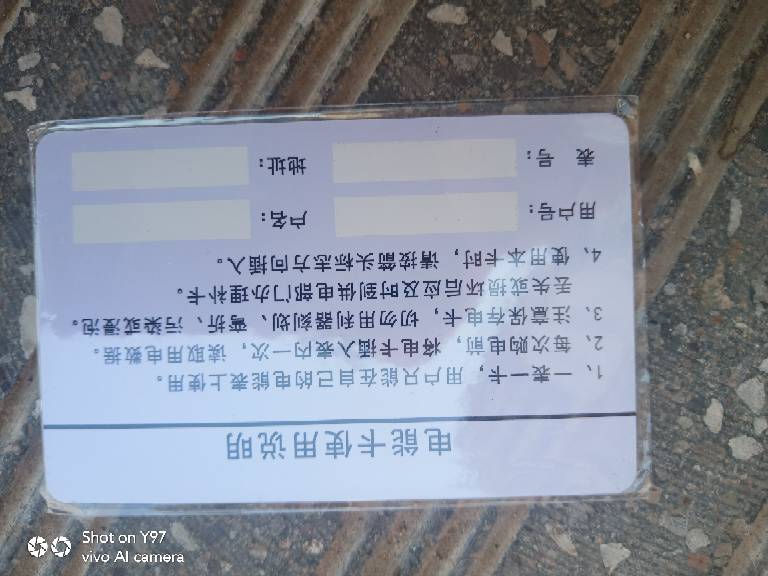 电能卡使用说明
1、一表一卡，用户只能在自己的电能表上使用。
2、每次购电前，将电卡插入表内一次，读取用电数据。
3、注意保存电卡，切勿用利器刻划、弯折、污染或浸泡。
丢失或损坏后应及时到供电部门办理补卡。
4、使用本卡时，请按箭头标志方向插入。
用户号： 户名：
表 号： 地址：
Shot on Y97
vivo AI camera